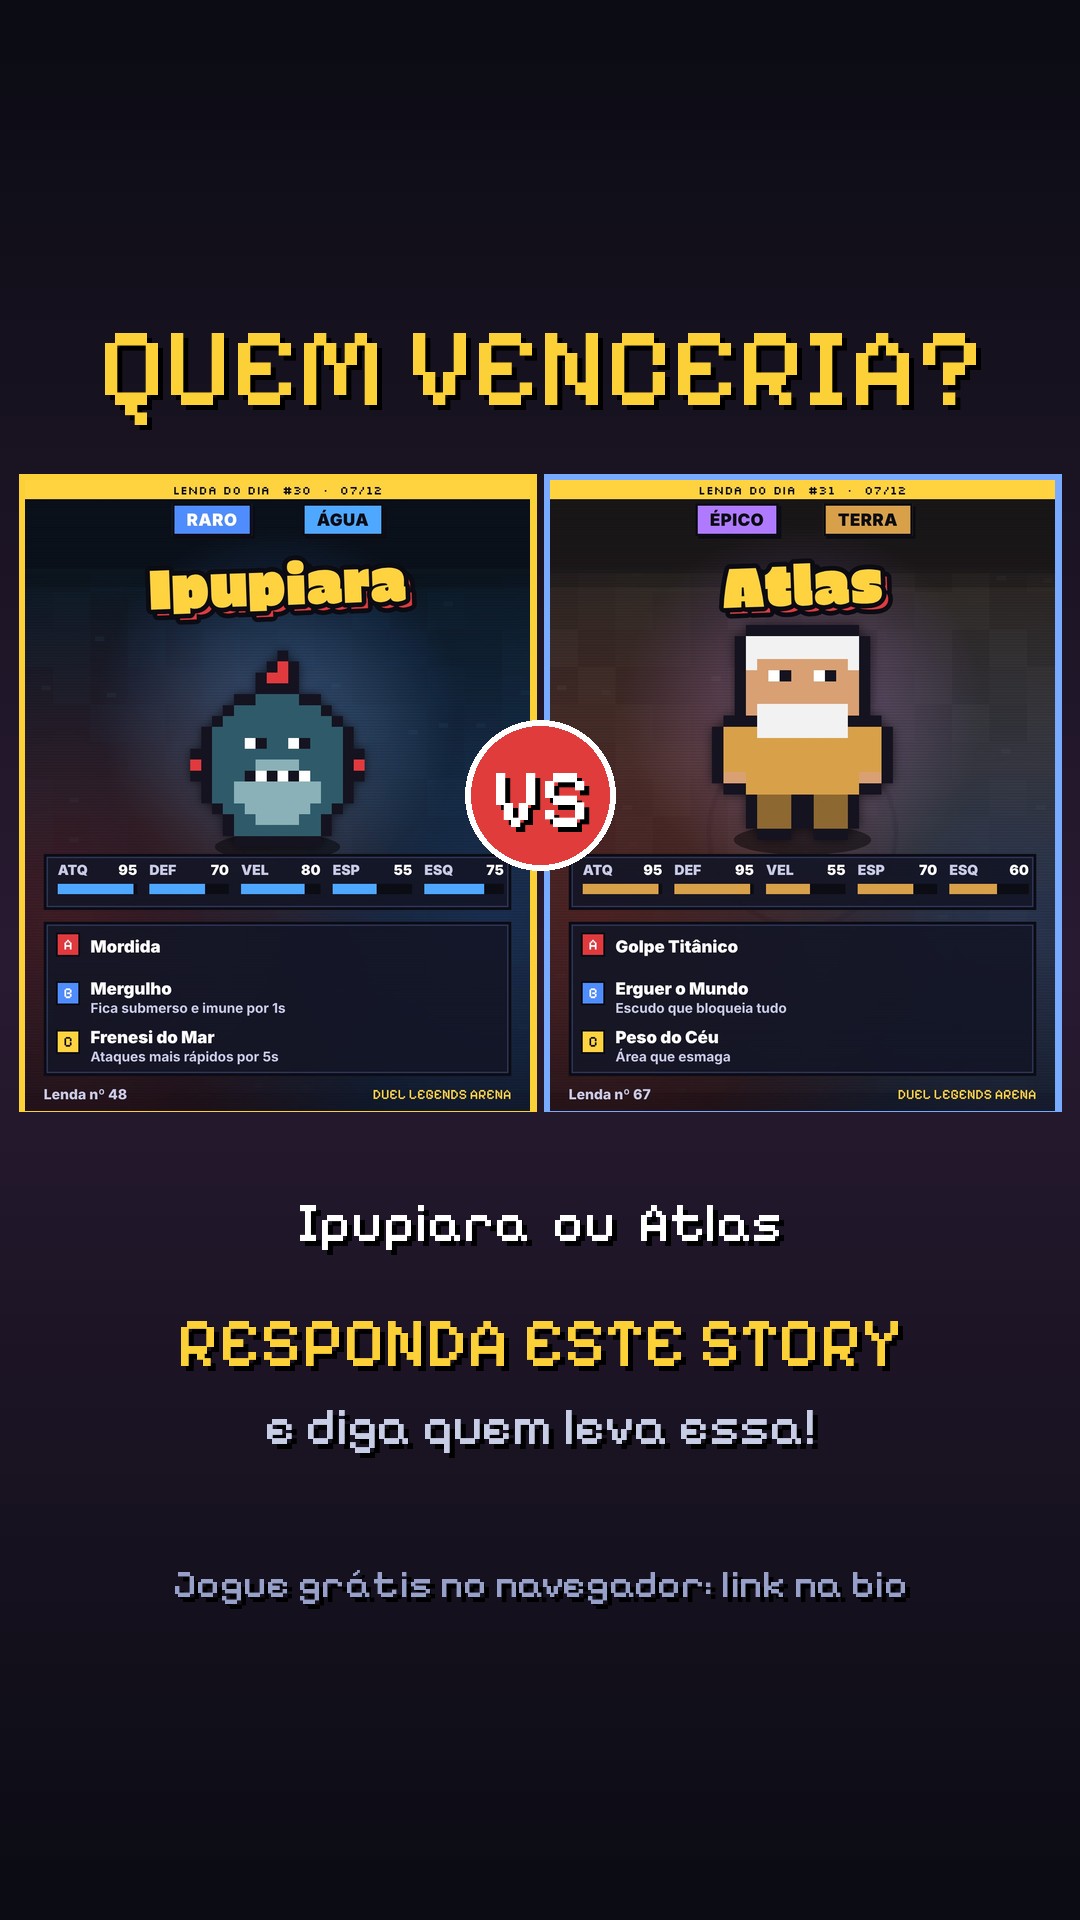 QUEM VENCERIA?
LENDA DO DIA #30 · 07/12
RARO ÁGUA
Ipupiara
ATQ 95 DEF 70 VEL 80 ESP 55 ESQ 75
A Mordida
B Mergulho
Fica submerso e imune por 1s
C Frenesi do Mar
Ataques mais rápidos por 5s
Lenda nº 48 DUEL LEGENDS ARENA
VS
LENDA DO DIA #31 · 07/12
ÉPICO TERRA
Atlas
ATQ 95 DEF 95 VEL 55 ESP 70 ESQ 60
A Golpe Titânico
B Erguer o Mundo
Escudo que bloqueia tudo
C Peso do Céu
Área que esmaga
Lenda nº 67 DUEL LEGENDS ARENA
Ipupiara ou Atlas
RESPONDA ESTE STORY
e diga quem leva essa!
Jogue grátis no navegador: link na bio